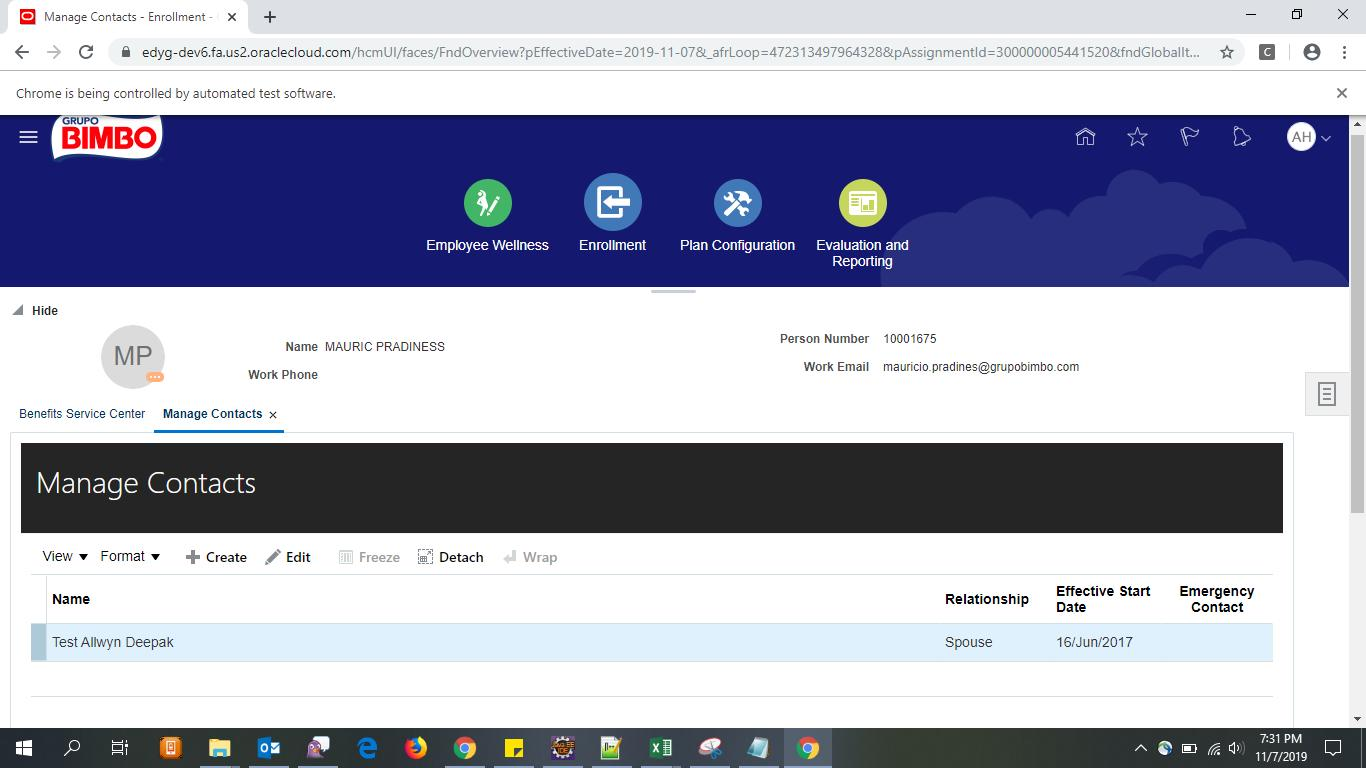 Manage Contacts - Enrollment -
edyg-dev6.fa.us2.oraclecloud.com/hcmUI/faces/FndOverview?pEffectiveDate=2019-11-07&_afrLoop=472313497964328&pAssignmentId=300000005441520&fndGlobalIt...
C
Chrome is being controlled by automated test software.
GRUPO
BIMBO
AH
Employee Wellness
Enrollment
Plan Configuration
Evaluation and
Reporting
Hide
MP
Name MAURIC PRADINESS
Person Number 10001675
Work Phone
Work Email mauricio.pradines@grupobimbo.com
Benefits Service Center Manage Contacts
Manage Contacts
View Format Create Edit Freeze Detach Wrap
Name Relationship Effective Start Date Emergency Contact
Test Allwyn Deepak Spouse 16/Jun/2017
7:31 PM
11/7/2019